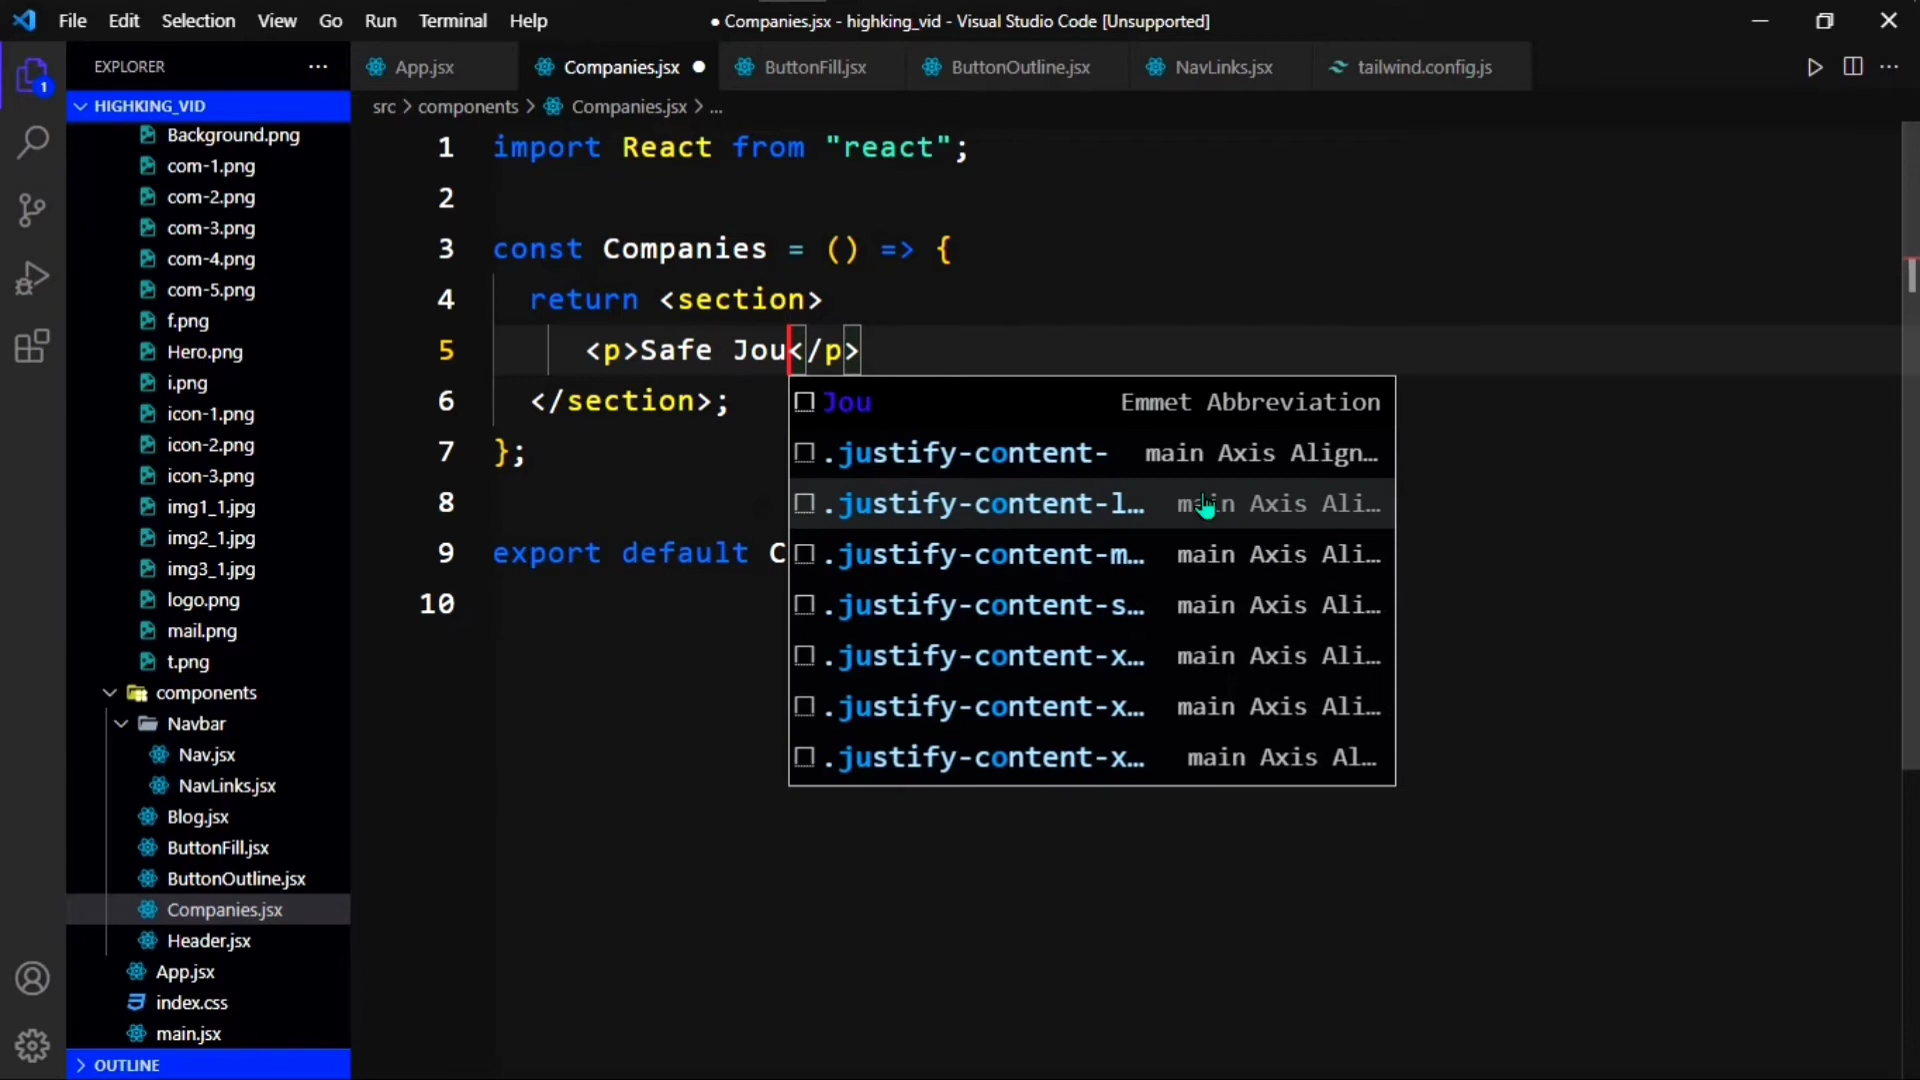 File Edit Selection View Go Run Terminal Help
● Companies.jsx - highking_vid - Visual Studio Code [Unsupported]
EXPLORER
App.jsx
Companies.jsx
ButtonFill.jsx
ButtonOutline.jsx
NavLinks.jsx
tailwind.config.js
1
HIGHKING_VID
src > components > Companies.jsx > ...
Background.png
com-1.png
com-2.png
com-3.png
com-4.png
com-5.png
f.png
Hero.png
i.png
icon-1.png
icon-2.png
icon-3.png
img1_1.jpg
img2_1.jpg
img3_1.jpg
logo.png
mail.png
t.png
components
Navbar
Nav.jsx
NavLinks.jsx
Blog.jsx
ButtonFill.jsx
ButtonOutline.jsx
Companies.jsx
Header.jsx
App.jsx
index.css
main.jsx
OUTLINE
1 import React from "react";
2
3 const Companies = () => {
4 return <section>
5 <p>Safe Jou</p>
6 </section>;
7 };
8
9 export default C
10
Jou Emmet Abbreviation
.justify-content- main Axis Align…
.justify-content-l… main Axis Ali…
.justify-content-m… main Axis Ali…
.justify-content-s… main Axis Ali…
.justify-content-x… main Axis Ali…
.justify-content-x… main Axis Ali…
.justify-content-x… main Axis Al…